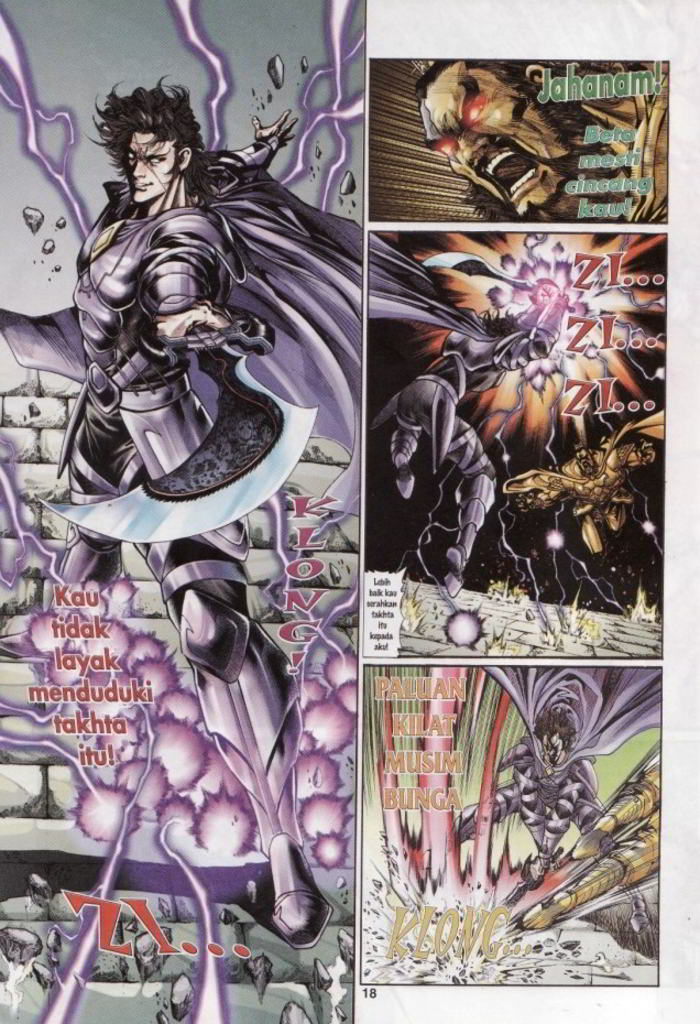 Kau
tidak
layak
menduduki
takhta
itu!
KLONG!
ZI...
Jahanam!
Beta
mesti
cincang
kau!
ZI...
ZI...
ZI...
Lebih
baik kau
serahkan
takhta
itu
kepada
aku!
PALUAN
KILAT
MUSIM
BUNGA
KLONG...
18